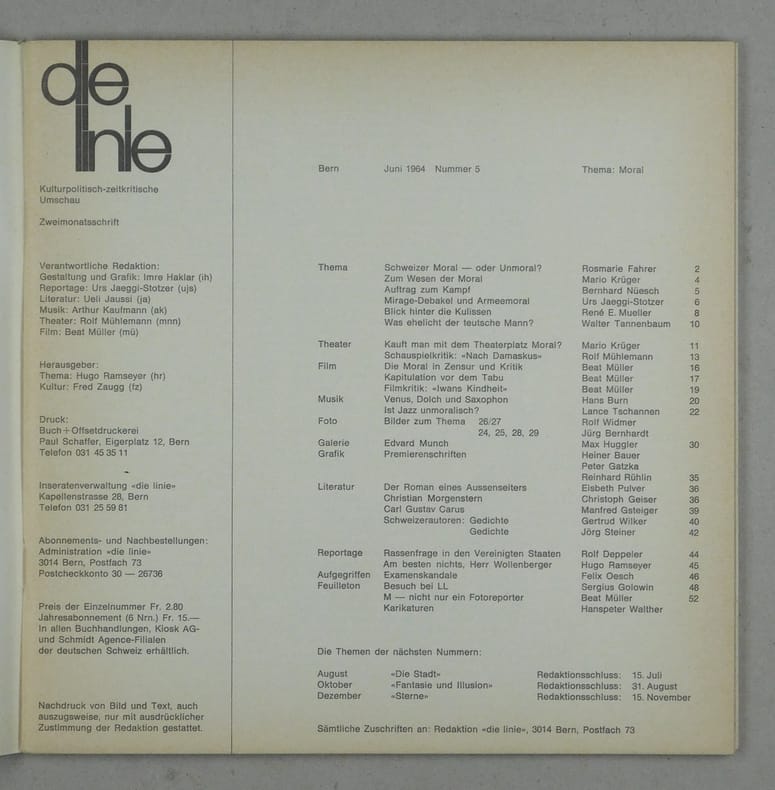 die
linie
Kulturpolitisch-zeitkritische
Umschau
Zweimonatsschrift
Verantwortliche Redaktion:
Gestaltung und Grafik: Imre Haklar (ih)
Reportage: Urs Jaeggi-Stotzer (ujs)
Literatur: Ueli Jaussi (ja)
Musik: Arthur Kaufmann (ak)
Theater: Rolf Mühlemann (mnn)
Film: Beat Müller (mü)
Herausgeber:
Thema: Hugo Ramseyer (hr)
Kultur: Fred Zaugg (fz)
Druck:
Buch+Offsetdruckerei
Paul Schaffer, Eigerplatz 12, Bern
Telefon 031 45 35 11
Inseratenverwaltung «die linie»
Kapellenstrasse 28, Bern
Telefon 031 25 59 81
Abonnements- und Nachbestellungen:
Administration «die linie»
3014 Bern, Postfach 73
Postcheckkonto 30 — 26736
Preis der Einzelnummer Fr. 2.80
Jahresabonnement (6 Nrn.) Fr. 15.—
In allen Buchhandlungen, Kiosk AG-
und Schmidt Agence-Filialen
der deutschen Schweiz erhältlich.
Nachdruck von Bild und Text, auch
auszugsweise, nur mit ausdrücklicher
Zustimmung der Redaktion gestattet.
Bern Juni 1964 Nummer 5 Thema: Moral
Thema Schweizer Moral — oder Unmoral? Rosmarie Fahrer 2
Zum Wesen der Moral Mario Krüger 4
Auftrag zum Kampf Bernhard Nüesch 5
Mirage-Debakel und Armeemoral Urs Jaeggi-Stotzer 6
Blick hinter die Kulissen René E. Mueller 8
Was ehelicht der teutsche Mann? Walter Tannenbaum 10
Theater Kauft man mit dem Theaterplatz Moral? Mario Krüger 11
Schauspielkritik: «Nach Damaskus» Rolf Mühlemann 13
Film Die Moral in Zensur und Kritik Beat Müller 16
Kapitulation vor dem Tabu Beat Müller 17
Filmkritik: «Iwans Kindheit» Beat Müller 19
Musik Venus, Dolch und Saxophon Hans Burn 20
Ist Jazz unmoralisch? Lance Tschannen 22
Foto Bilder zum Thema 26/27 Rolf Widmer
24, 25, 28, 29 Jürg Bernhardt
Galerie Edvard Munch Max Huggler 30
Grafik Premierenschriften Heiner Bauer
Peter Gatzka
Reinhard Rühlin 35
Literatur Der Roman eines Aussenseiters Elsbeth Pulver 36
Christian Morgenstern Christoph Geiser 36
Carl Gustav Carus Manfred Gsteiger 39
Schweizerautoren: Gedichte Gertrud Wilker 40
Gedichte Jörg Steiner 42
Reportage Rassenfrage in den Vereinigten Staaten Rolf Deppeler 44
Am besten nichts, Herr Wollenberger Hugo Ramseyer 45
Aufgegriffen Examenskandale Felix Oesch 46
Feuilleton Besuch bei LL Sergius Golowin 48
M — nicht nur ein Fotoreporter Beat Müller 52
Karikaturen Hanspeter Walther
Die Themen der nächsten Nummern:
August «Die Stadt» Redaktionsschluss: 15. Juli
Oktober «Fantasie und Illusion» Redaktionsschluss: 31. August
Dezember «Sterne» Redaktionsschluss: 15. November
Sämtliche Zuschriften an: Redaktion «die linie», 3014 Bern, Postfach 73